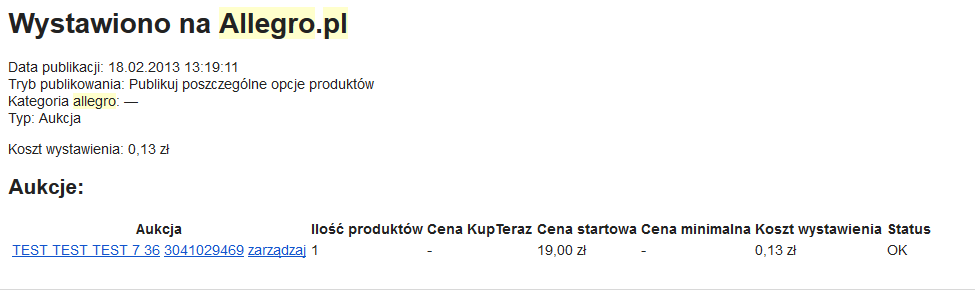 Wystawiono na Allegro.pl
Data publikacji: 18.02.2013 13:19:11
Tryb publikowania: Publikuj poszczególne opcje produktów
Kategoria allegro: —
Typ: Aukcja
Koszt wystawienia: 0,13 zł
Aukcje:
Aukcja Ilość produktów Cena KupTeraz Cena startowa Cena minimalna Koszt wystawienia Status
TEST TEST TEST 7 36 3041029469 zarządzaj 1 - 19,00 zł - 0,13 zł OK